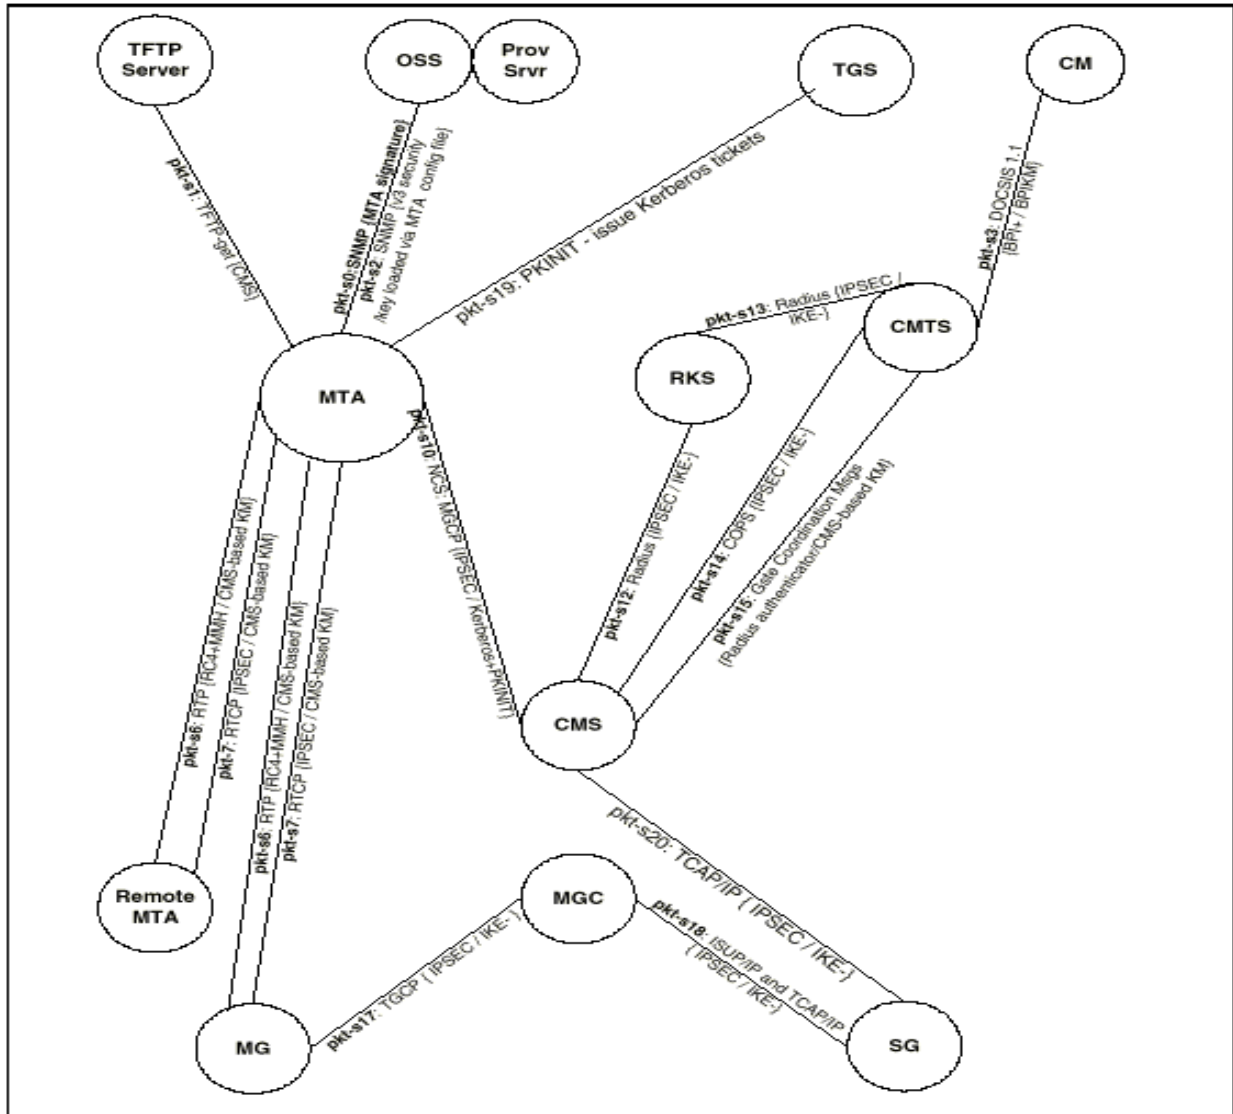 TFTP
Server
OSS
Prov
Srvr
TGS
CM
pkt-s1: TFTP-get {CMS}
pkt-s0: SNMP {MTA signature}
pkt-s2: SNMP {v3 security
/key loaded via MTA config file}
pkt-s19: PKINIT - issue Kerberos tickets
pkt-s3: DOCSIS 1.1
{BPI+ / BPIKM}
pkt-s13: Radius {IPSEC /
IKE-}
CMTS
RKS
MTA
pkt-s10: NCS: MGCP {IPSEC / Kerberos+PKINIT}
pkt-s12: Radius {IPSEC / IKE-}
pkt-s14: COPS {IPSEC / IKE-}
pkt-s15: Gste Coordination Msgs
{Radius authenticator/CMS-based KM}
pkt-s6: RTP {RC4+MMH / CMS-based KM}
pkt-7: RTCP {IPSEC / CMS-based KM}
pkt-s6: RTP {RC4+MMH / CMS-based KM}
pkt-s7: RTCP {IPSEC / CMS-based KM}
CMS
pkt-s20: TCAP/IP { IPSEC / IKE- }
Remote
MTA
MGC
pkt-s18: ISUP/IP and TCAP/IP
{ IPSEC / IKE-}
pkt-s17: TGCP { IPSEC / IKE- }
MG
SG